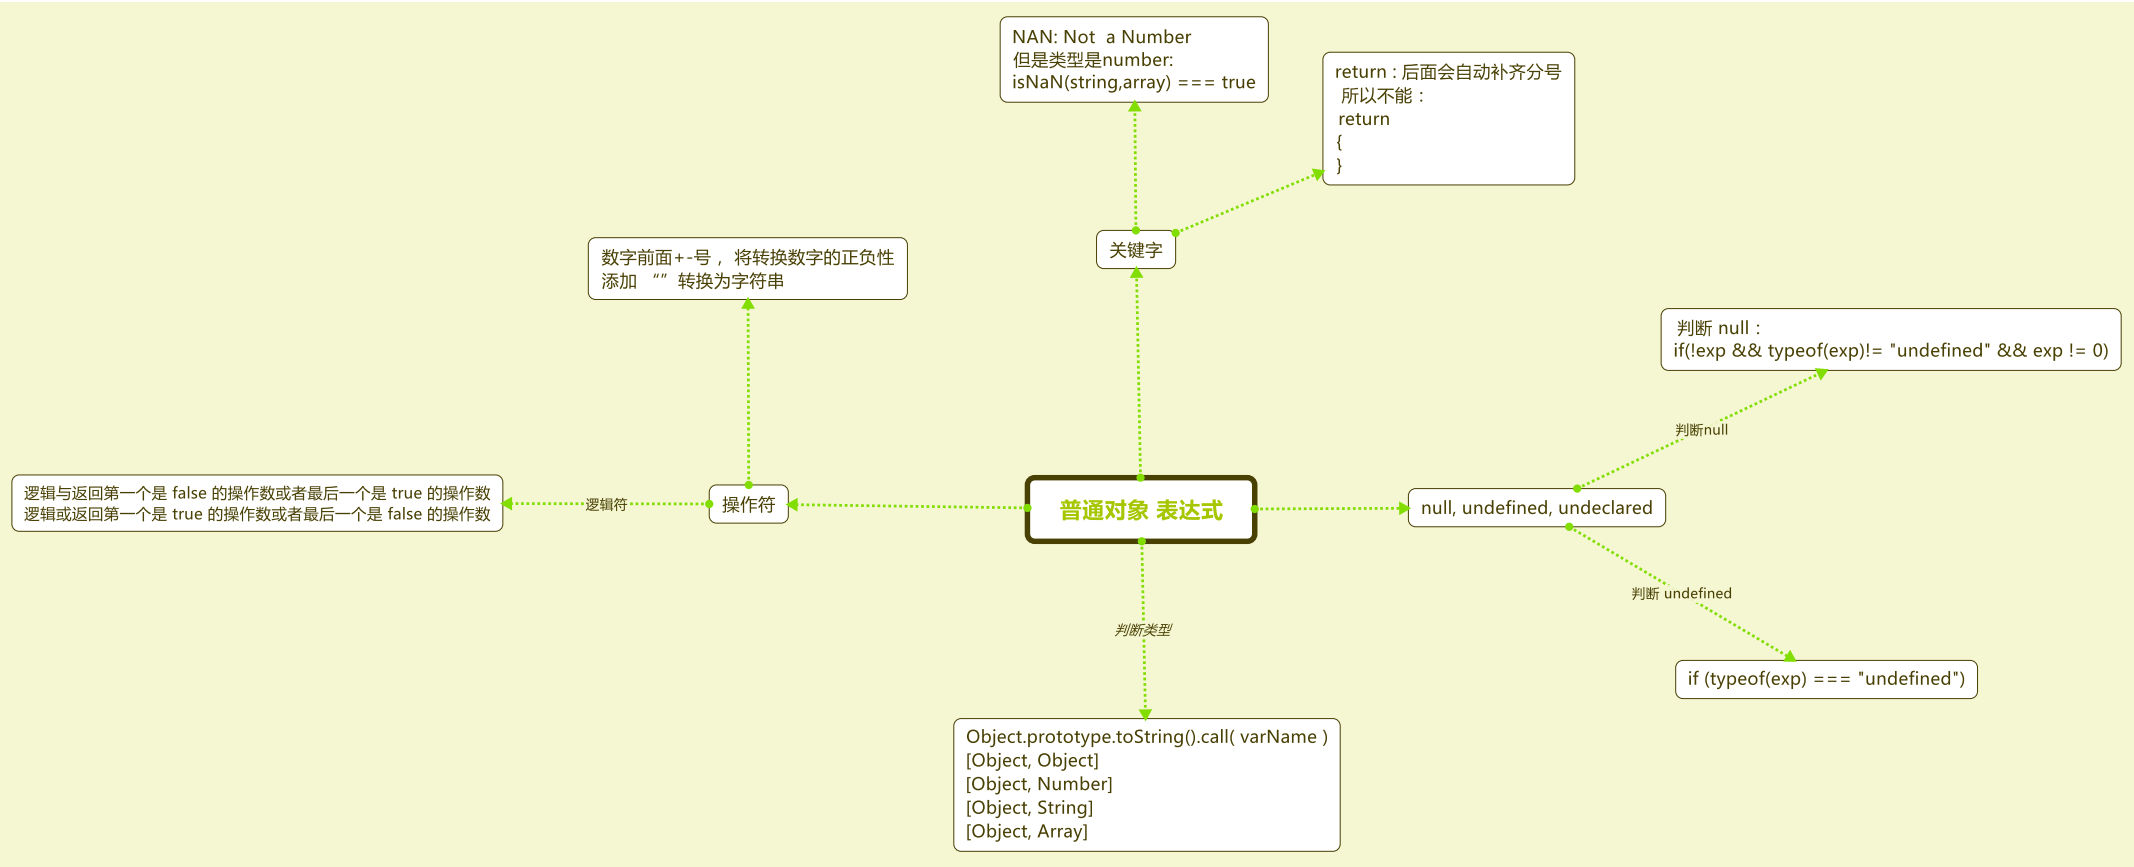 NAN: Not  a Number
但是类型是number:
isNaN(string,array) === true
return : 后面会自动补齐分号
所以不能：
return
{
}
关键字
数字前面+-号， 将转换数字的正负性
添加 “” 转换为字符串
判断 null：
if(!exp && typeof(exp)!= "undefined" && exp != 0)
判断null
逻辑与返回第一个是 false 的操作数或者最后一个是 true 的操作数
逻辑或返回第一个是 true 的操作数或者最后一个是 false 的操作数
逻辑符
操作符
普通对象 表达式
null, undefined, undeclared
判断 undefined
判断类型
if (typeof(exp) === "undefined")
Object.prototype.toString().call( varName )
[Object, Object]
[Object, Number]
[Object, String]
[Object, Array]